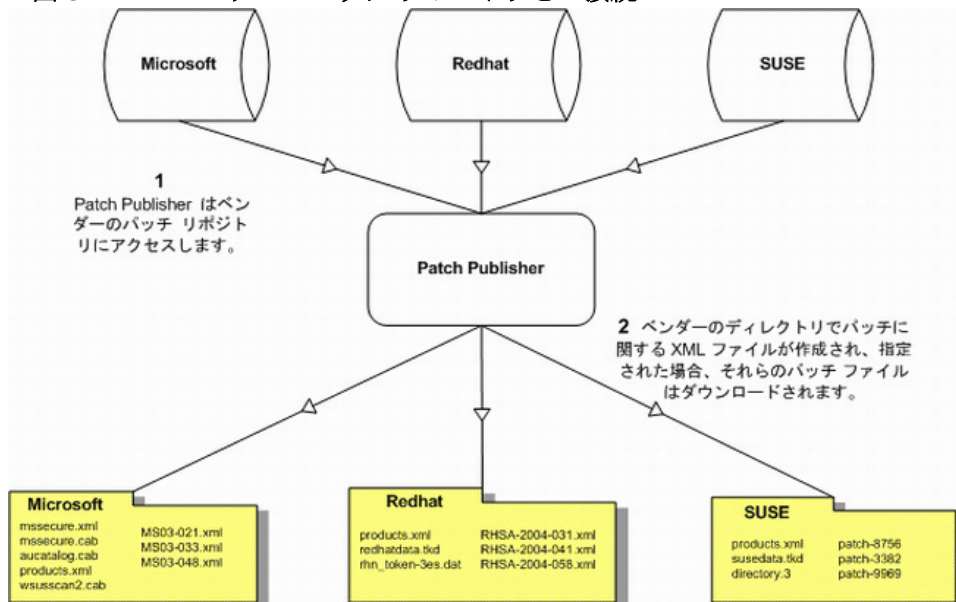 Microsoft
Redhat
SUSE
1
Patch Publisher はベン
ダーのパッチ リポジト
リにアクセスします。
Patch Publisher
2 ベンダーのディレクトリでパッチに
関する XML ファイルが作成され、指定
された場合、それらのパッチ ファイル
はダウンロードされます。
Microsoft
mssecure.xml
mssecure.cab
aucatalog.cab
products.xml
wsusscan2.cab
MS03-021.xml
MS03-033.xml
MS03-048.xml
Redhat
products.xml
redhatdata.tkd
rhn_token-3es.dat
RHSA-2004-031.xml
RHSA-2004-041.xml
RHSA-2004-058.xml
SUSE
products.xml
susedata.tkd
directory.3
patch-8756
patch-3382
patch-9969